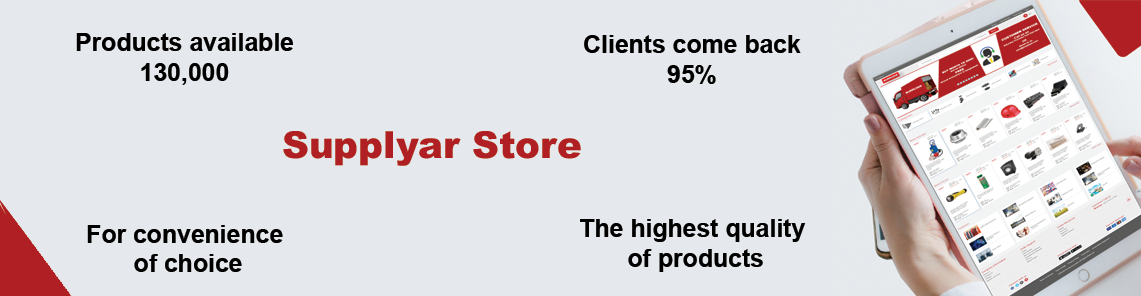 Products available
130,000
Clients come back
95%
Supplyar Store
For convenience
of choice
The highest quality
of products